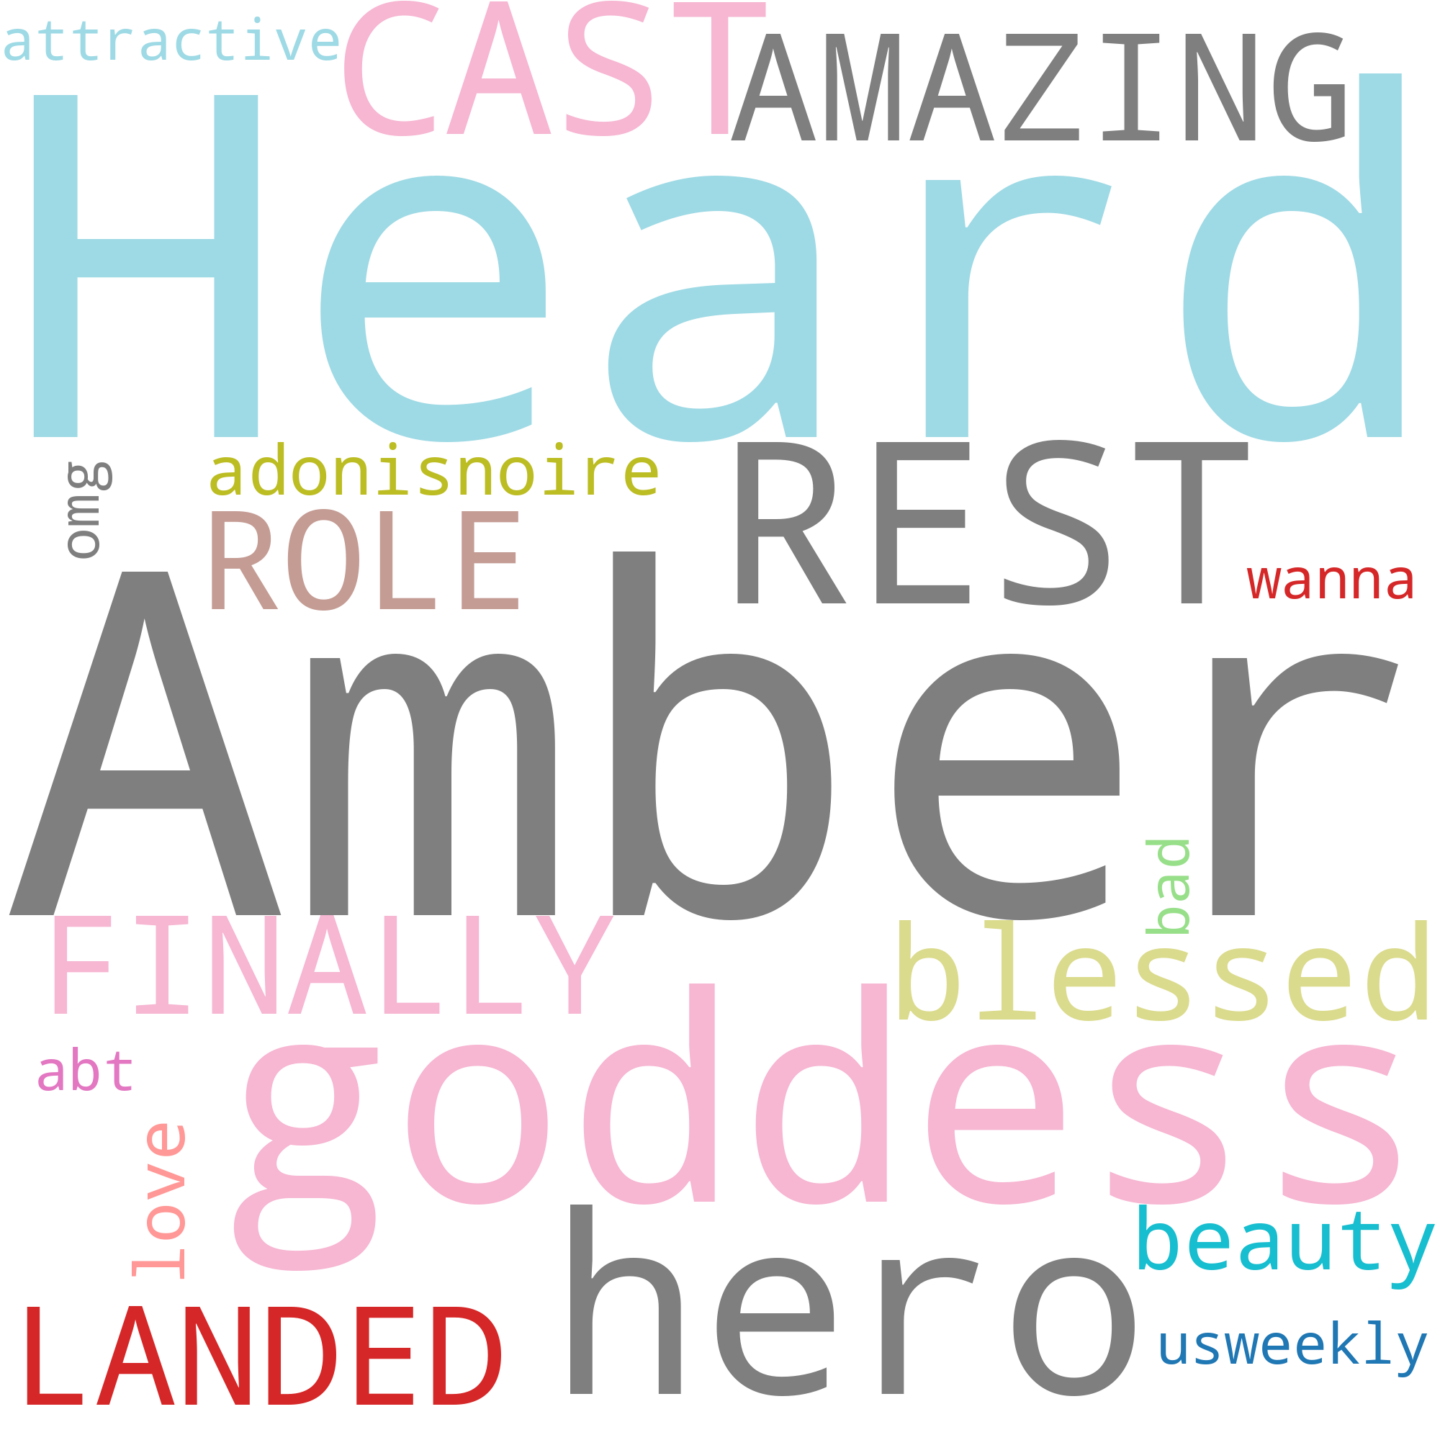 attractive
CAST
AMAZING
Heard
omg
adonisnoire
REST
ROLE
wanna
Amber
bad
FINALLY
blessed
abt
goddess
love
hero
beauty
LANDED
usweekly